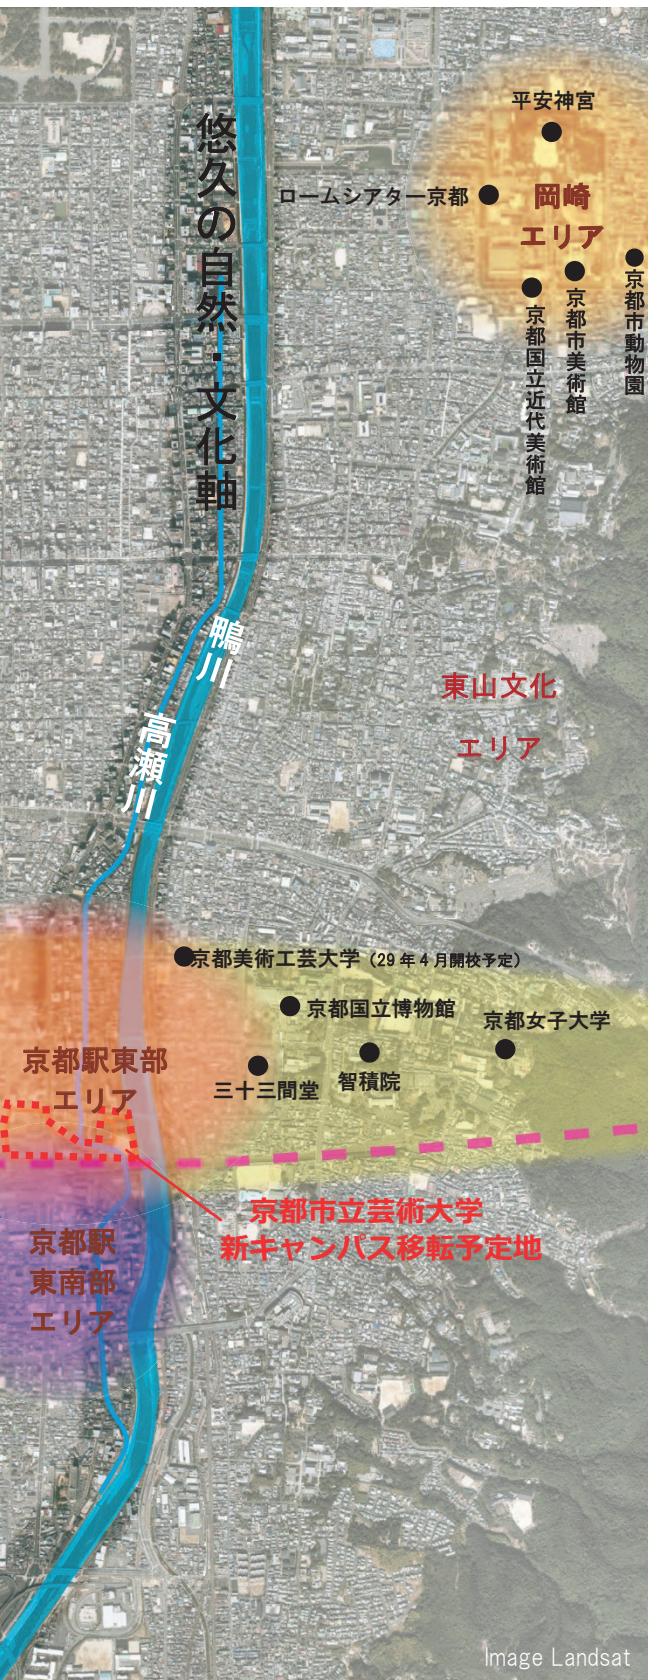 平安神宮
悠久の自然・文化軸
ロームシアター京都
岡崎
エリア
京都市動物園
京都市美術館
京都国立近代美術館
鴨川
東山文化
エリア
高瀬川
京都美術工芸大学（29年4月開校予定）
京都国立博物館
京都女子大学
京都駅東部
エリア
三十三間堂
智積院
京都市立芸術大学
新キャンパス移転予定地
京都駅
東南部
エリア
Image Landsat